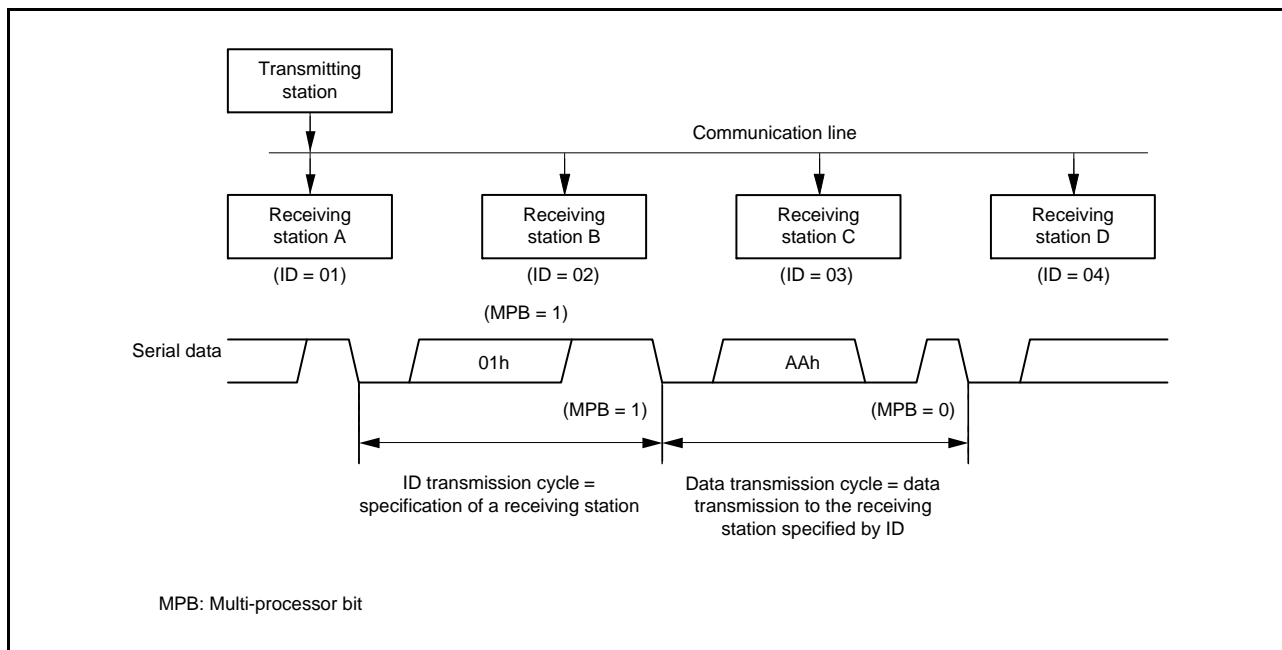 Transmitting
station
Communication line
Receiving
station A
Receiving
station B
Receiving
station C
Receiving
station D
(ID = 01)
(ID = 02)
(ID = 03)
(ID = 04)
(MPB = 1)
Serial data
01h
AAh
(MPB = 1)
(MPB = 0)
ID transmission cycle =
specification of a receiving station
Data transmission cycle = data
transmission to the receiving
station specified by ID
MPB: Multi-processor bit